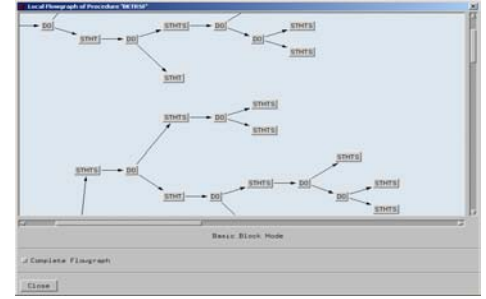 Local Flowgraph of Procedure "DETRSF"
DO STMTS DO STMTS
STMT DO DO STMTS
STMT
STMTS DO STMTS
STMTS
STMTS DO STMTS
STMT DO STMTS DO STMTS
DO STMTS
Basic Block Mode
Complete Flowgraph
Close